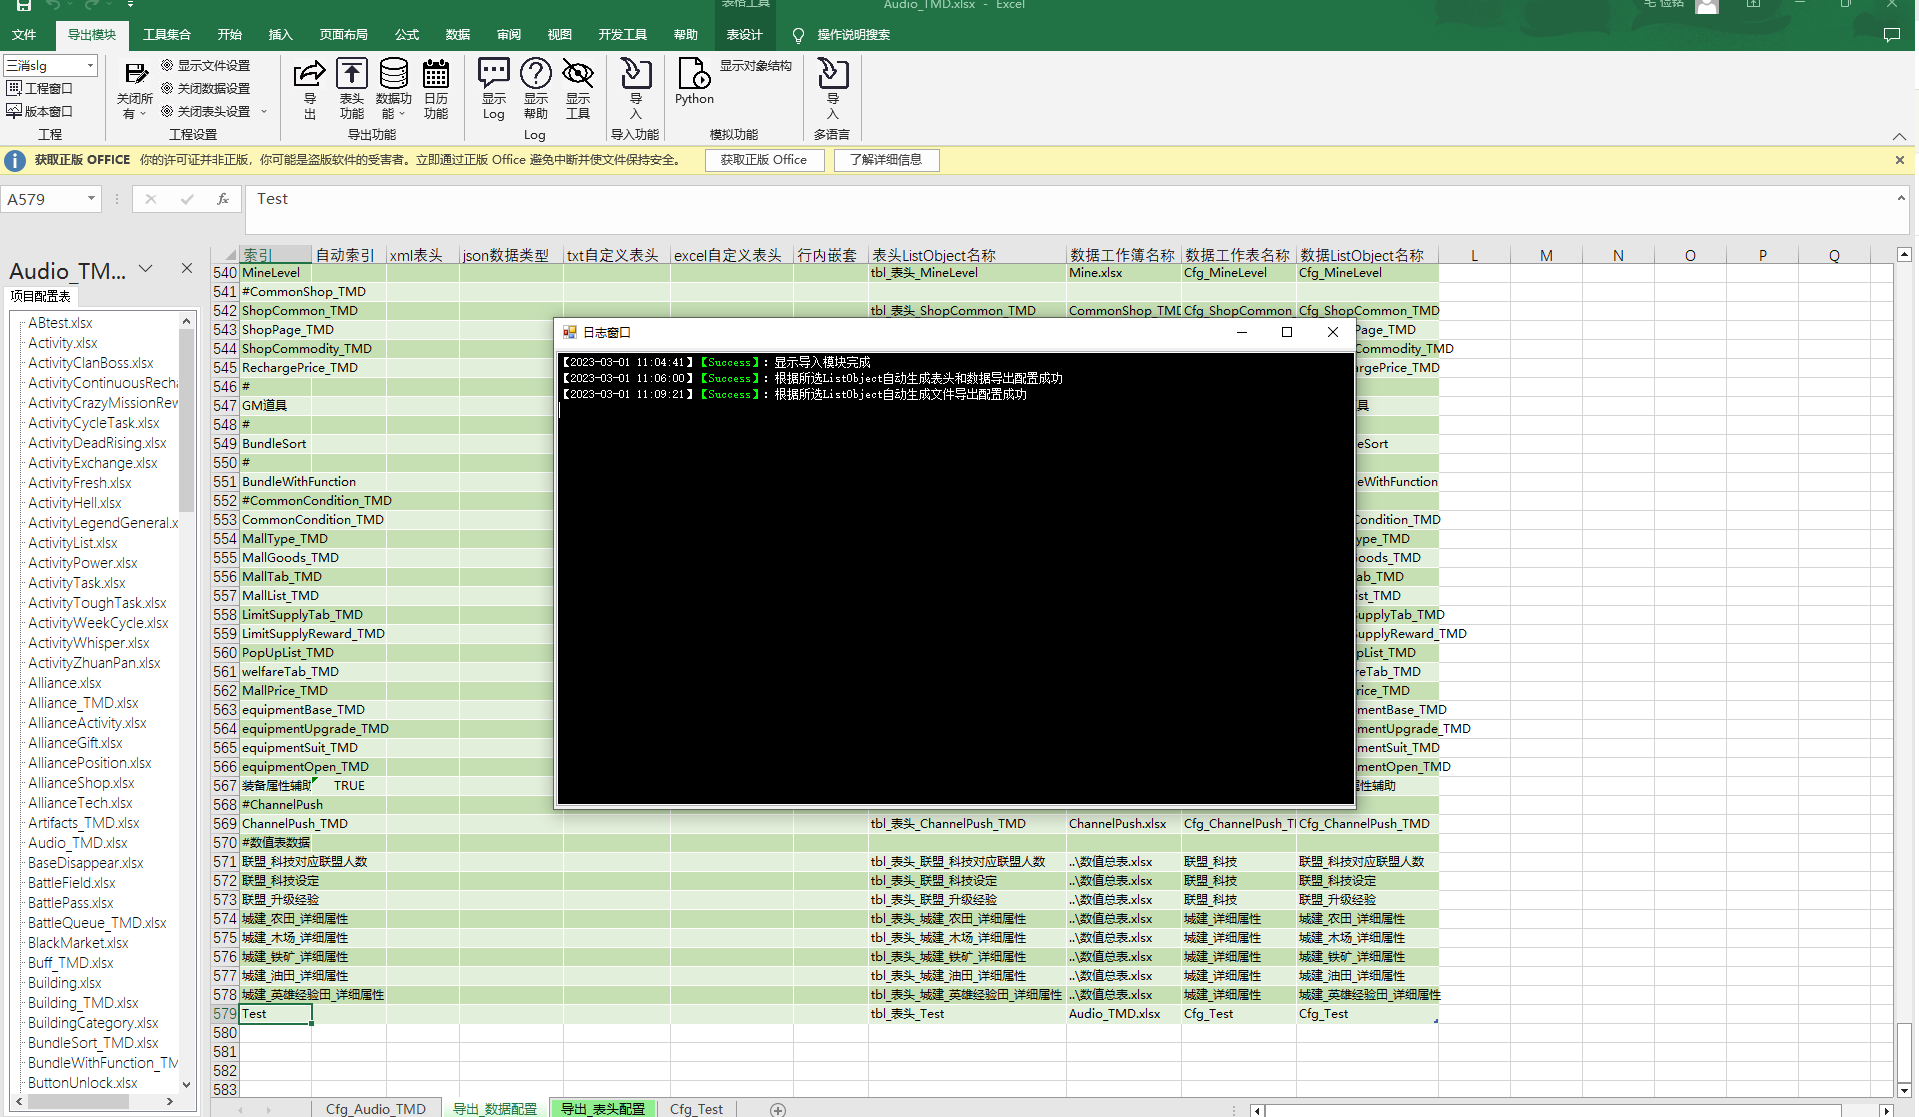 表格工具
Audio_TMD.xlsx - Excel
文件 导出模块 工具集合 开始 插入 页面布局 公式 数据 审阅 视图 开发工具 帮助 表设计 操作说明搜索
三消slg
工程窗口
版本窗口
工程
关闭所有
显示文件设置
关闭数据设置
关闭表头设置
工程设置
导出
表头功能
数据功能
日历功能
导出功能
显示Log
显示帮助
显示工具
Log
导入
导入功能
Python
显示对象结构
模拟功能
导入
多语言
获取正版 OFFICE 你的许可证并非正版，你可能是盗版软件的受害者。立即通过正版 Office 避免中断并使文件保持安全。 获取正版 Office 了解详细信息
A579 fx Test
Audio_TM...
项目配置表
ABtest.xlsx
Activity.xlsx
ActivityClanBoss.xlsx
ActivityContinuousRecha
ActivityCrazyMissionRew
ActivityCycleTask.xlsx
ActivityDeadRising.xlsx
ActivityExchange.xlsx
ActivityFresh.xlsx
ActivityHell.xlsx
ActivityLegendGeneral.x
ActivityList.xlsx
ActivityPower.xlsx
ActivityTask.xlsx
ActivityToughTask.xlsx
ActivityWeekCycle.xlsx
ActivityWhisper.xlsx
ActivityZhuanPan.xlsx
Alliance.xlsx
Alliance_TMD.xlsx
AllianceActivity.xlsx
AllianceGift.xlsx
AlliancePosition.xlsx
AllianceShop.xlsx
AllianceTech.xlsx
Artifacts_TMD.xlsx
Audio_TMD.xlsx
BaseDisappear.xlsx
BattleField.xlsx
BattlePass.xlsx
BattleQueue_TMD.xlsx
BlackMarket.xlsx
Buff_TMD.xlsx
Building.xlsx
Building_TMD.xlsx
BuildingCategory.xlsx
BundleSort_TMD.xlsx
BundleWithFunction_TM
ButtonUnlock.xlsx
索引 自动索引 xml表头 json数据类型 txt自定义表头 excel自定义表头 行内嵌套 表头ListObject名称 数据工作簿名称 数据工作表名称 数据ListObject名称 L M N O P Q
540 MineLevel tbl_表头_MineLevel Mine.xlsx Cfg_MineLevel Cfg_MineLevel
541 #CommonShop_TMD
542 ShopCommon_TMD tbl_表头_ShopCommon_TMD CommonShop_TMD Cfg_ShopCommon_ Cfg_ShopCommon_TMD
543 ShopPage_TMD Page_TMD
544 ShopCommodity_TMD Commodity_TMD
545 RechargePrice_TMD argePrice_TMD
546 #
547 GM道具 具
548 #
549 BundleSort eSort
550 #
551 BundleWithFunction eWithFunction
552 #CommonCondition_TMD
553 CommonCondition_TMD Condition_TMD
554 MallType_TMD ype_TMD
555 MallGoods_TMD oods_TMD
556 MallTab_TMD ab_TMD
557 MallList_TMD st_TMD
558 LimitSupplyTab_TMD SupplyTab_TMD
559 LimitSupplyReward_TMD SupplyReward_TMD
560 PopUpList_TMD pList_TMD
561 welfareTab_TMD reTab_TMD
562 MallPrice_TMD rice_TMD
563 equipmentBase_TMD mentBase_TMD
564 equipmentUpgrade_TMD mentUpgrade_TMD
565 equipmentSuit_TMD mentSuit_TMD
566 equipmentOpen_TMD mentOpen_TMD
567 装备属性辅助 TRUE 属性辅助
568 #ChannelPush
569 ChannelPush_TMD tbl_表头_ChannelPush_TMD ChannelPush.xlsx Cfg_ChannelPush_TI Cfg_ChannelPush_TMD
570 #数值表数据
571 联盟_科技对应联盟人数 tbl_表头_联盟_科技对应联盟人数 ..\数值总表.xlsx 联盟_科技 联盟_科技对应联盟人数
572 联盟_科技设定 tbl_表头_联盟_科技设定 ..\数值总表.xlsx 联盟_科技 联盟_科技设定
573 联盟_升级经验 tbl_表头_联盟_升级经验 ..\数值总表.xlsx 联盟_科技 联盟_升级经验
574 城建_农田_详细属性 tbl_表头_城建_农田_详细属性 ..\数值总表.xlsx 城建_详细属性 城建_农田_详细属性
575 城建_木场_详细属性 tbl_表头_城建_木场_详细属性 ..\数值总表.xlsx 城建_详细属性 城建_木场_详细属性
576 城建_铁矿_详细属性 tbl_表头_城建_铁矿_详细属性 ..\数值总表.xlsx 城建_详细属性 城建_铁矿_详细属性
577 城建_油田_详细属性 tbl_表头_城建_油田_详细属性 ..\数值总表.xlsx 城建_详细属性 城建_油田_详细属性
578 城建_英雄经验田_详细属性 tbl_表头_城建_英雄经验田_详细属性 ..\数值总表.xlsx 城建_详细属性 城建_英雄经验田_详细属性
579 Test tbl_表头_Test Audio_TMD.xlsx Cfg_Test Cfg_Test
580
581
582
583
日志窗口
【2023-03-01 11:04:41】【Success】: 显示导入模块完成
【2023-03-01 11:06:00】【Success】: 根据所选ListObject自动生成表头和数据导出配置成功
【2023-03-01 11:09:21】【Success】: 根据所选ListObject自动生成文件导出配置成功
Cfg_Audio_TMD 导出_数据配置 导出_表头配置 Cfg_Test